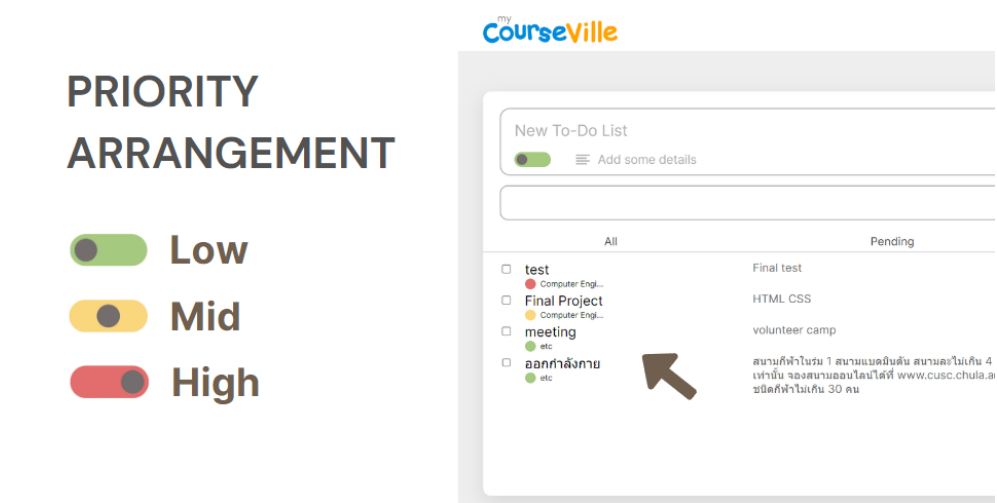 PRIORITY
ARRANGEMENT
Low
Mid
High
my
CourseVille
New To-Do List
Add some details
All
Pending
test
Computer Engi...
Final test
Final Project
Computer Engi...
HTML CSS
meeting
etc
volunteer camp
ออกกำลังกาย
etc
สนามกีฬาในร่ม 1 สนามแบดมินตัน สนามละไม่เกิน 4
เท่านั้น จองสนามออนไลน์ได้ที่ www.cusc.chula.a
ชนิดกีฬาไม่เกิน 30 คน